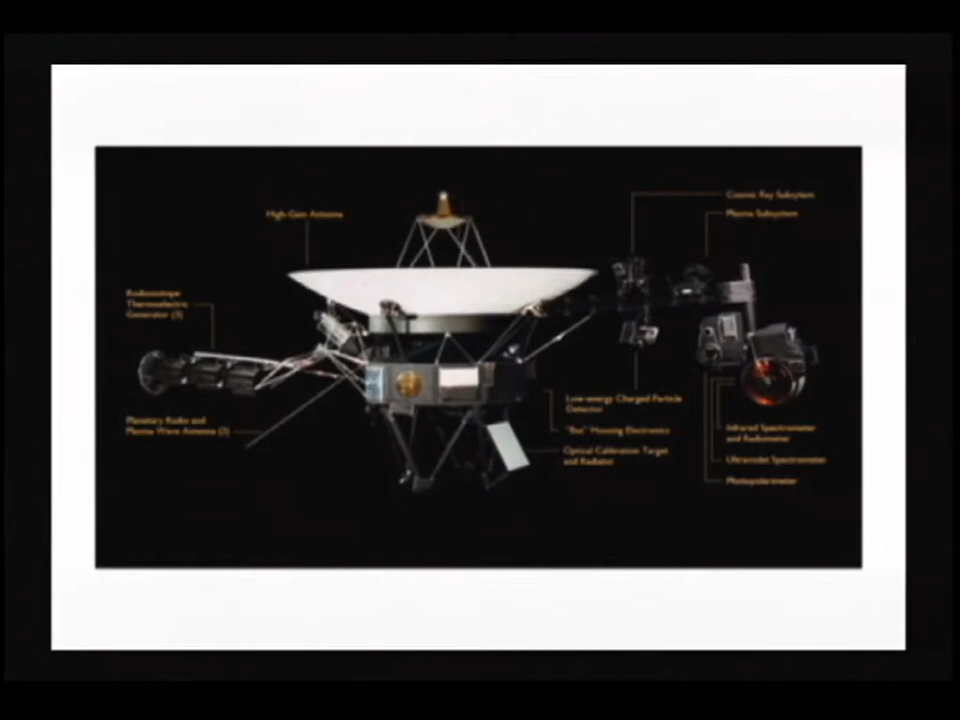 Cosmic Ray Subsystem
Plasma Subsystem
High-Gain Antenna
Radioisotope
Thermoelectric
Generator (3)
Low-energy Charged Particle
Detector
"Bus" Housing Electronics
Optical Calibration Target
and Radiator
Planetary Radio and
Plasma Wave Antenna (2)
Infrared Spectrometer
and Radiometer
Ultraviolet Spectrometer
Photopolarimeter